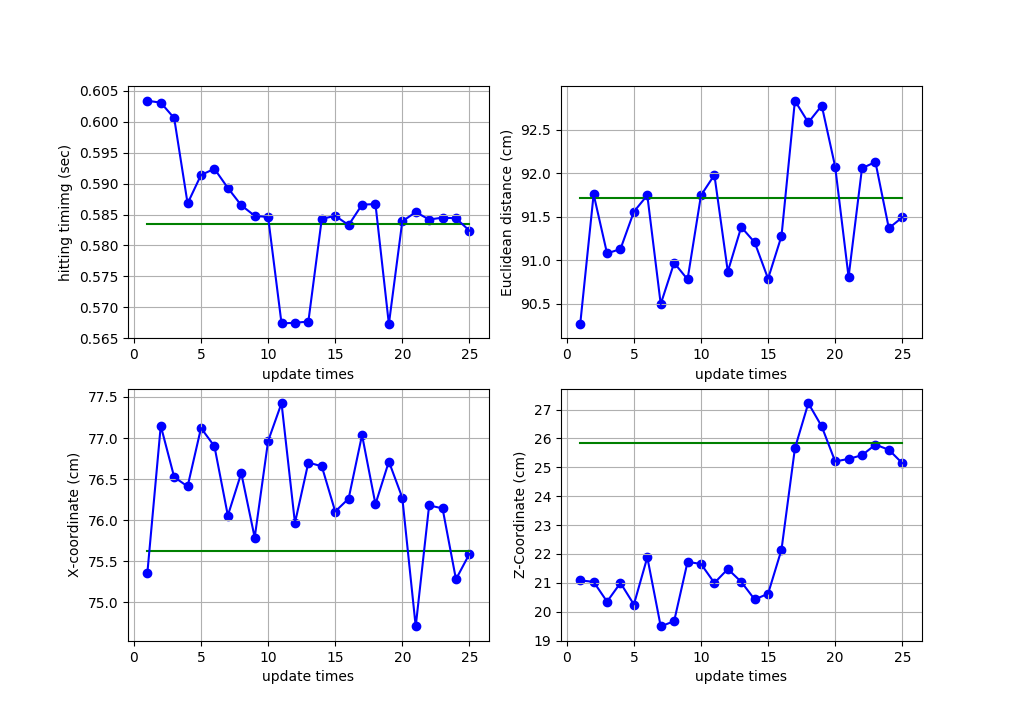 0.605
0.600
0.595
0.590
0.585
0.580
0.575
0.570
0.565
hitting timimg (sec)
0 5 10 15 20 25
update times
92.5
92.0
91.5
91.0
90.5
Euclidean distance (cm)
0 5 10 15 20 25
update times
77.5
77.0
76.5
76.0
75.5
75.0
X-coordinate (cm)
0 5 10 15 20 25
update times
27
26
25
24
23
22
21
20
19
Z-Coordinate (cm)
0 5 10 15 20 25
update times